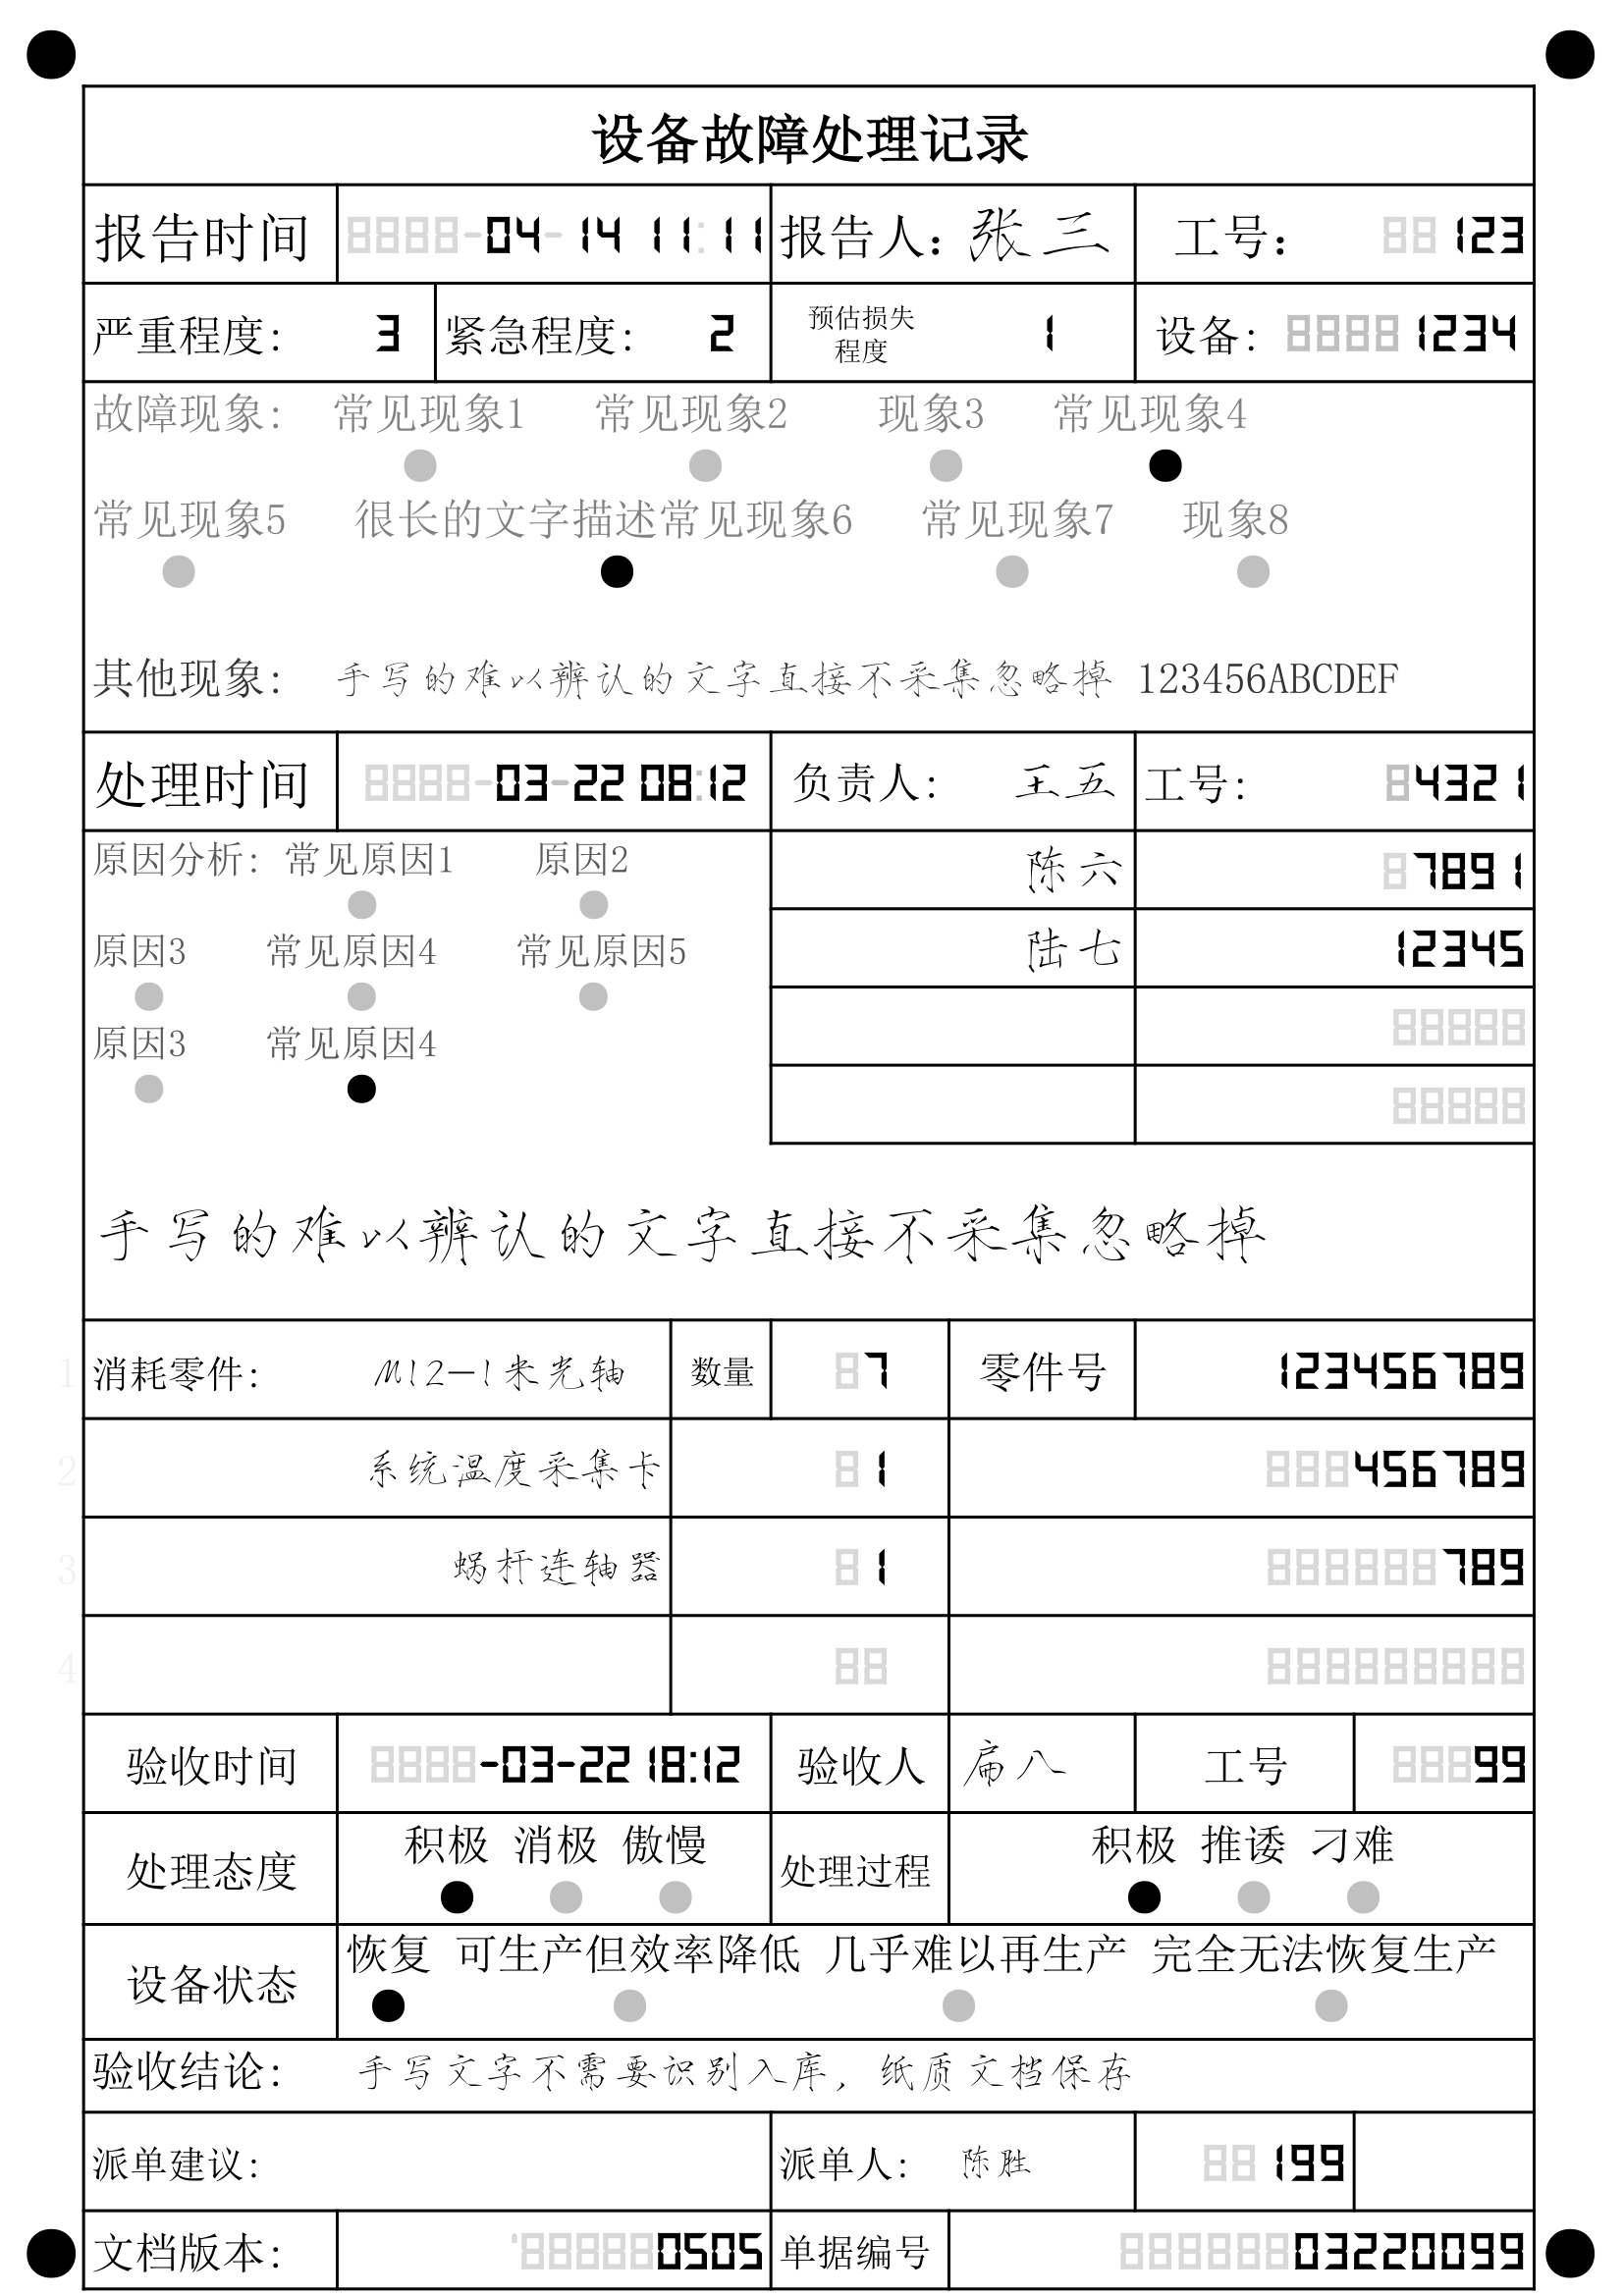 设备故障处理记录
报告时间 8888-04-14 11:11 报告人：张三 工号： 88123
严重程度： 3 紧急程度： 2 预估损失程度 1 设备：88881234
故障现象： 常见现象1 常见现象2 现象3 常见现象4
常见现象5 很长的文字描述常见现象6 常见现象7 现象8
其他现象： 手写的难以辨认的文字直接不采集忽略掉 123456ABCDEF
处理时间 8888-03-22 08:12 负责人： 王五 工号： 84321
原因分析：常见原因1 原因2
陈六 87891
原因3 常见原因4 常见原因5
陆七 12345
88888
原因3 常见原因4
88888
手写的难以辨认的文字直接不采集忽略掉
1 消耗零件： M12-1米光轴 数量 87 零件号 123456789
2 系统温度采集卡 81 888456789
3 蜗杆连轴器 81 888888789
4 88 888888888
验收时间 8888-03-22 18:12 验收人 扁八 工号 88899
处理态度 积极 消极 傲慢 处理过程 积极 推诿 刁难
设备状态 恢复 可生产但效率降低 几乎难以再生产 完全无法恢复生产
验收结论： 手写文字不需要识别入库，纸质文档保存
派单建议： 派单人： 陈胜 88199
文档版本： '888880505 单据编号 88888803220099